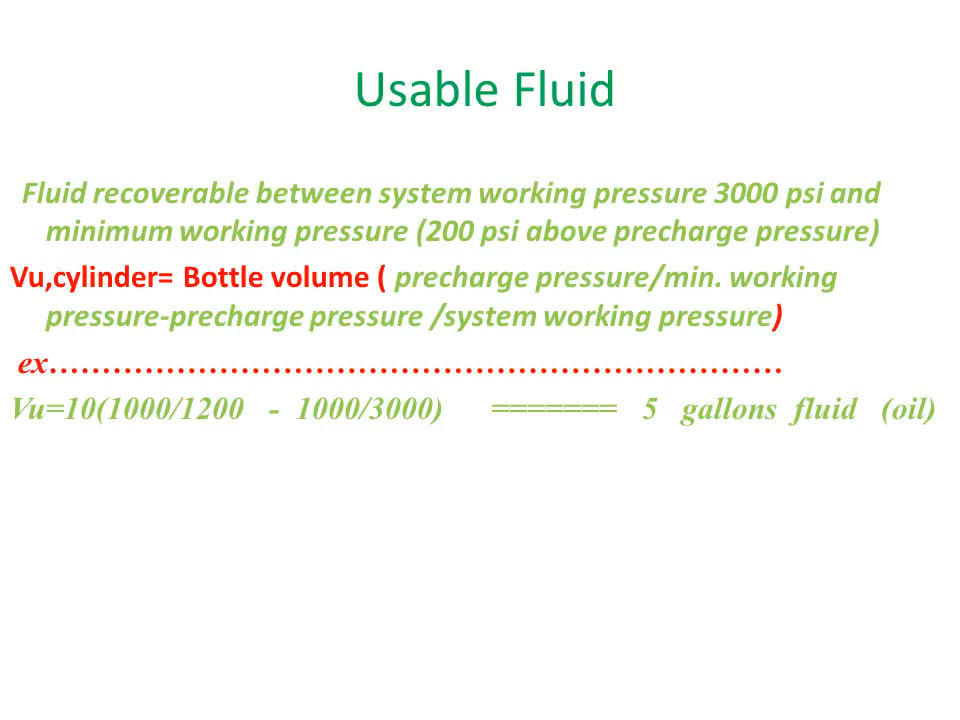 Usable Fluid
Fluid recoverable between system working pressure 3000 psi and
minimum working pressure (200 psi above precharge pressure)
Vu,cylinder= Bottle volume ( precharge pressure/min. working
pressure-precharge pressure /system working pressure)
ex……………………………………………………………
Vu=10(1000/1200 - 1000/3000) ======= 5 gallons fluid (oil)